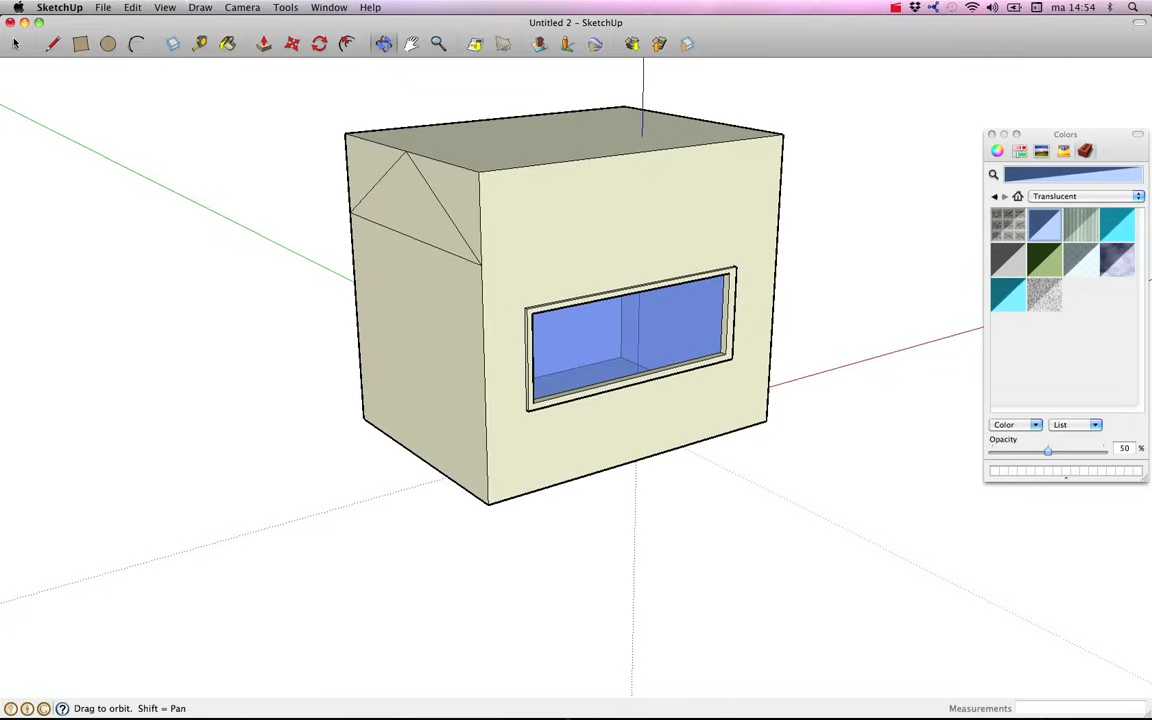 SketchUp File Edit View Draw Camera Tools Window Help ma 14:54
Untitled 2 - SketchUp
Colors
Translucent
Color List
Opacity
50 %
Drag to orbit. Shift = Pan
Measurements